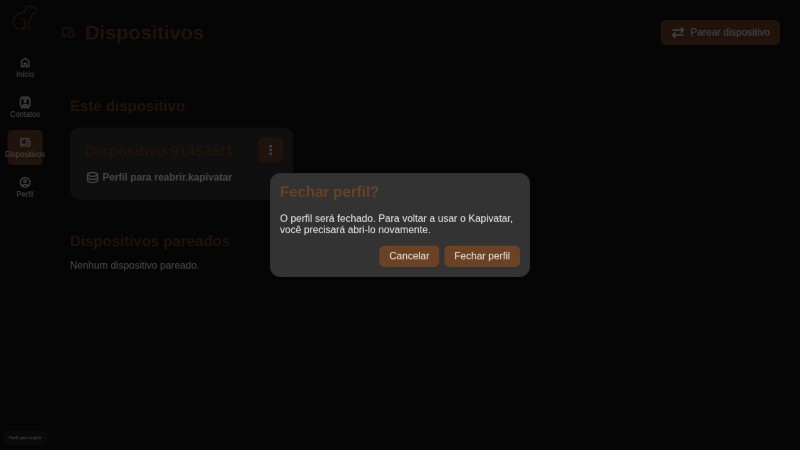 Dispositivos
Parear dispositivo
Início
Contatos
Dispositivos
Perfil
Este dispositivo
Perfil para reabrir.kapivatar
Dispositivos pareados
Nenhum dispositivo pareado.
Fechar perfil?
O perfil será fechado. Para voltar a usar o Kapivatar,
você precisará abri-lo novamente.
Cancelar
Fechar perfil